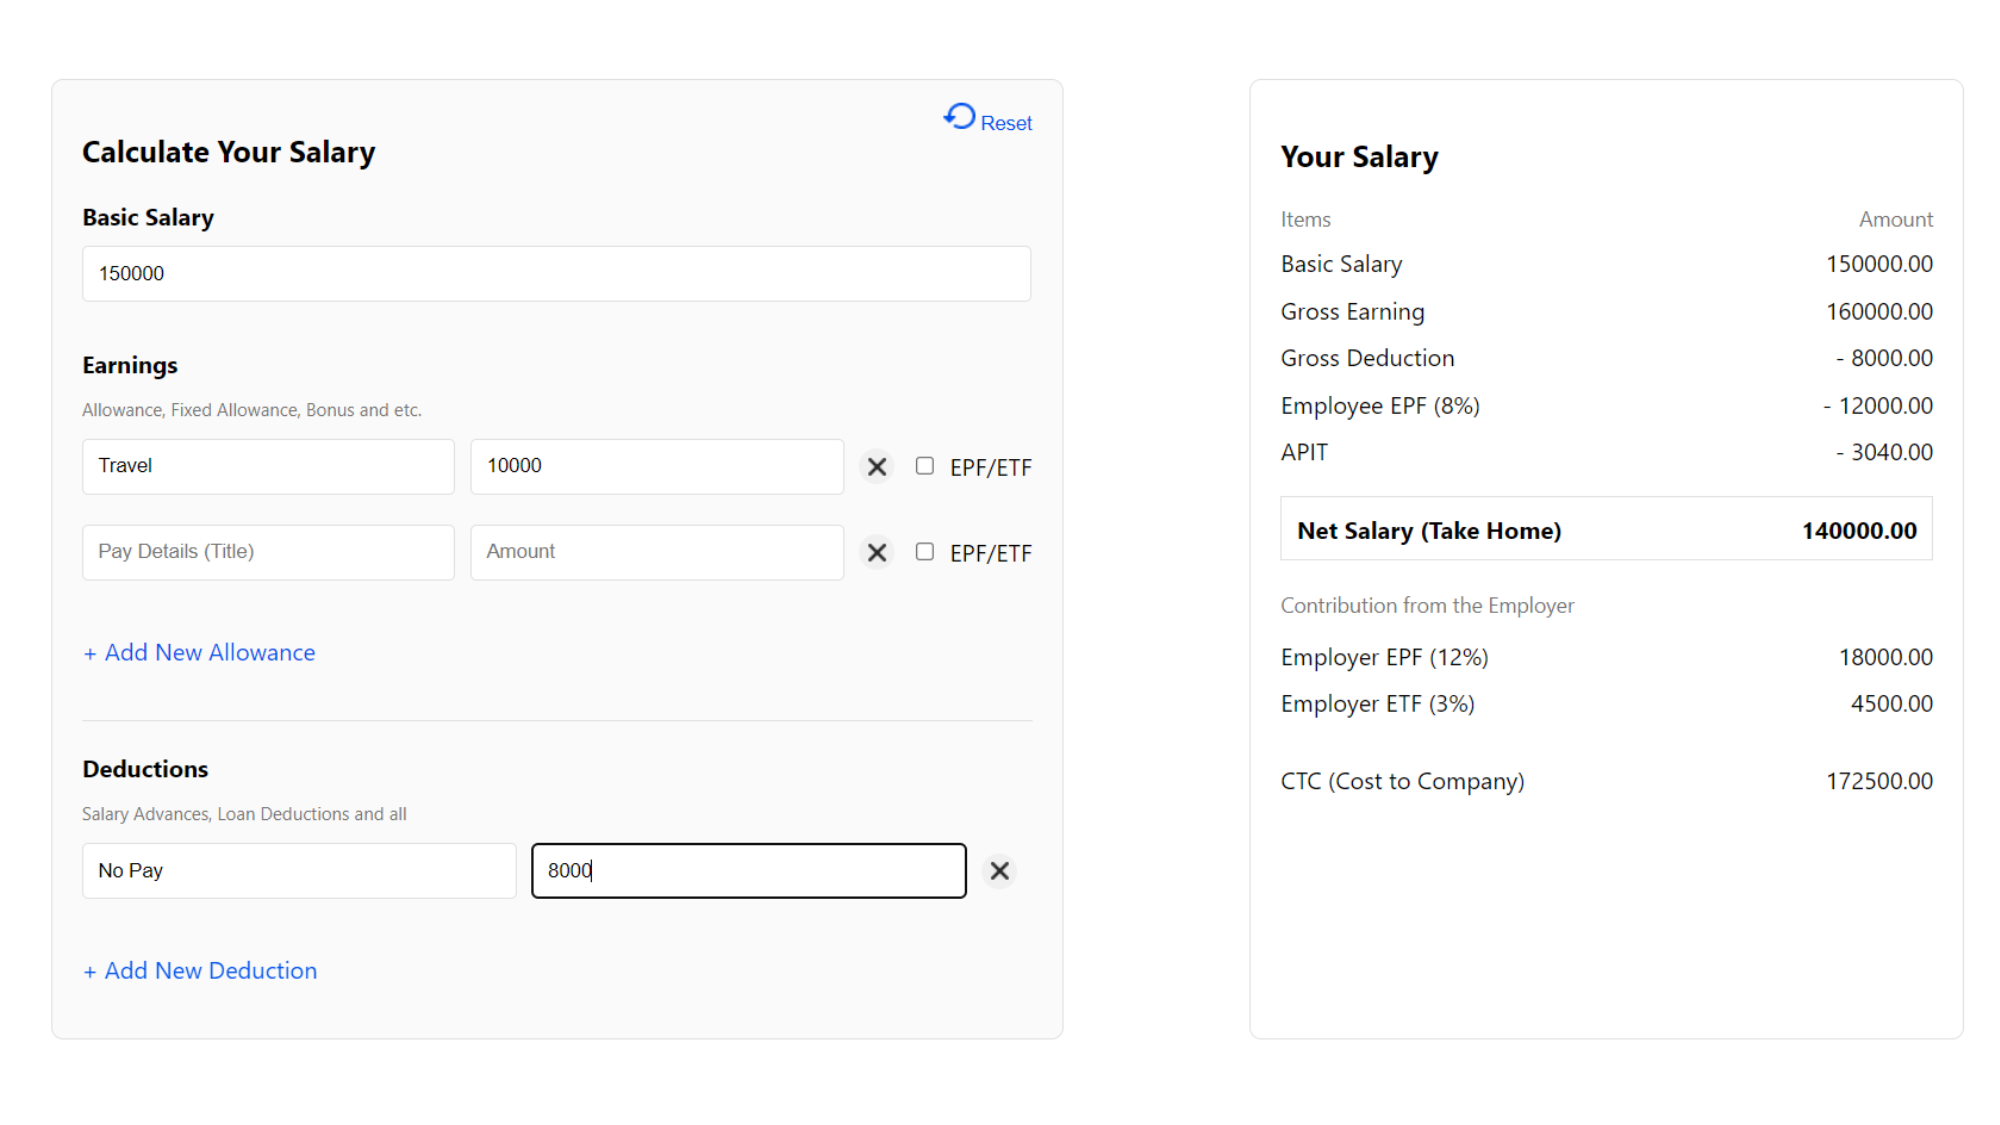 Reset
Calculate Your Salary
Basic Salary
150000
Earnings
Allowance, Fixed Allowance, Bonus and etc.
Travel 10000 EPF/ETF
Pay Details (Title) Amount EPF/ETF
+ Add New Allowance
Deductions
Salary Advances, Loan Deductions and all
No Pay 8000
+ Add New Deduction
Your Salary
Items Amount
Basic Salary 150000.00
Gross Earning 160000.00
Gross Deduction - 8000.00
Employee EPF (8%) - 12000.00
APIT - 3040.00
Net Salary (Take Home) 140000.00
Contribution from the Employer
Employer EPF (12%) 18000.00
Employer ETF (3%) 4500.00
CTC (Cost to Company) 172500.00